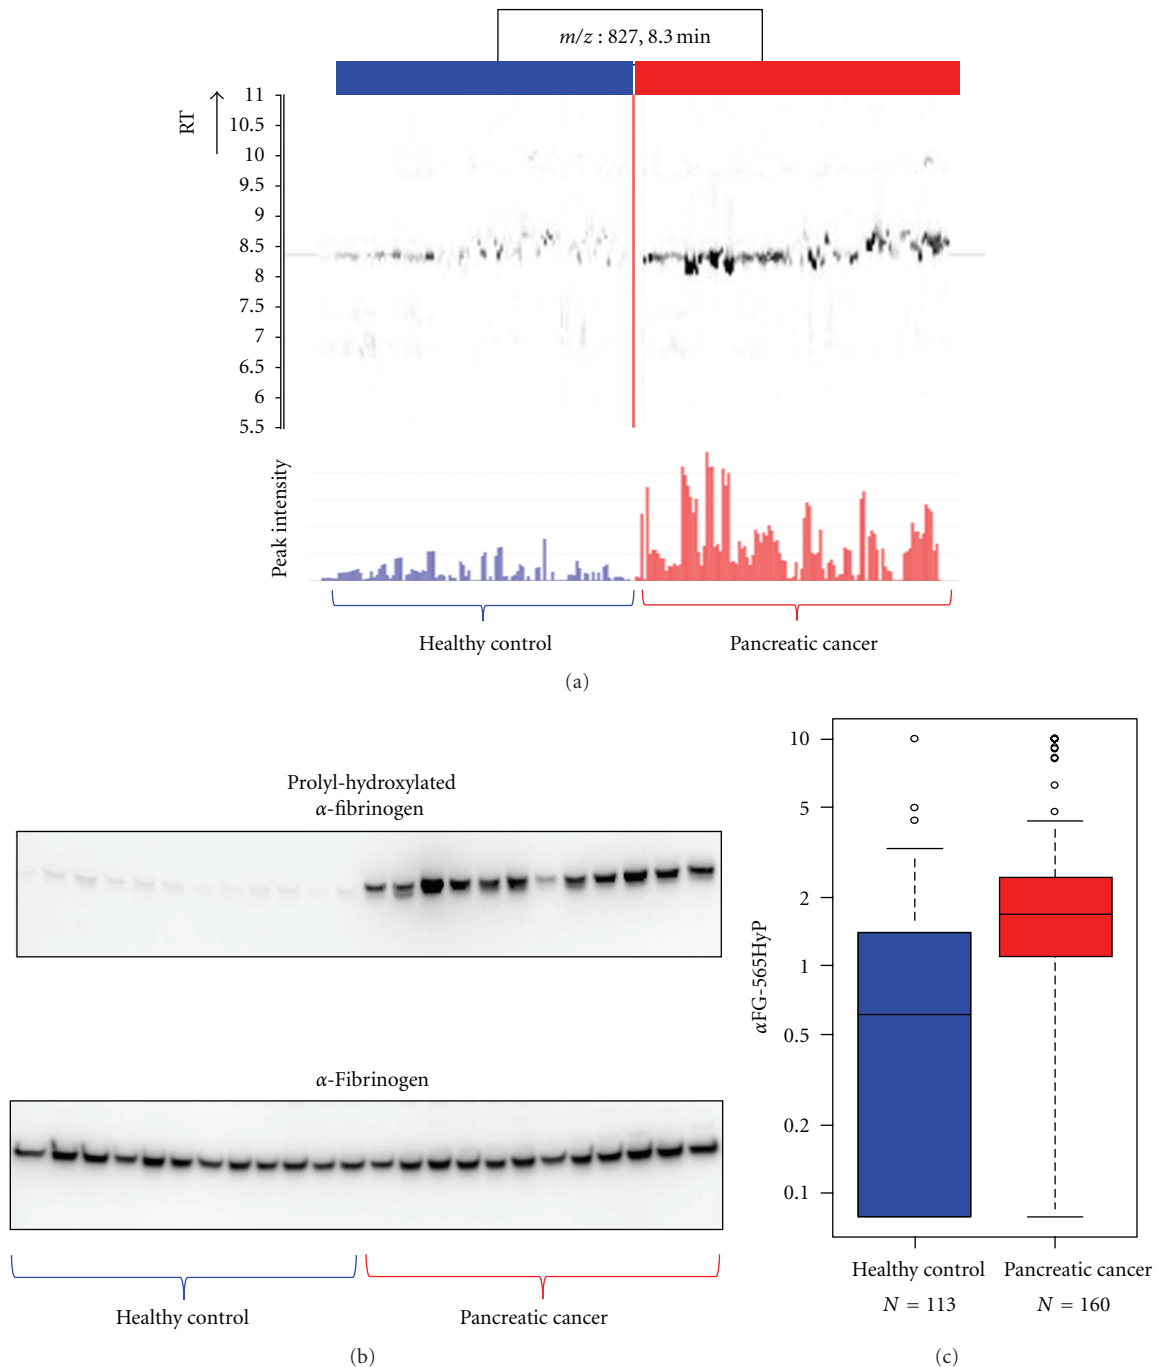 m/z : 827, 8.3 min
RT
11
10.5
10
9.5
9
8.5
8
7.5
7
6.5
6
5.5
Peak intensity
Healthy control
Pancreatic cancer
(a)
Prolyl-hydroxylated
α-fibrinogen
α-Fibrinogen
Healthy control
Pancreatic cancer
(b)
αFG-565HyP
10
5
2
1
0.5
0.2
0.1
Healthy control
Pancreatic cancer
N = 113
N = 160
(c)